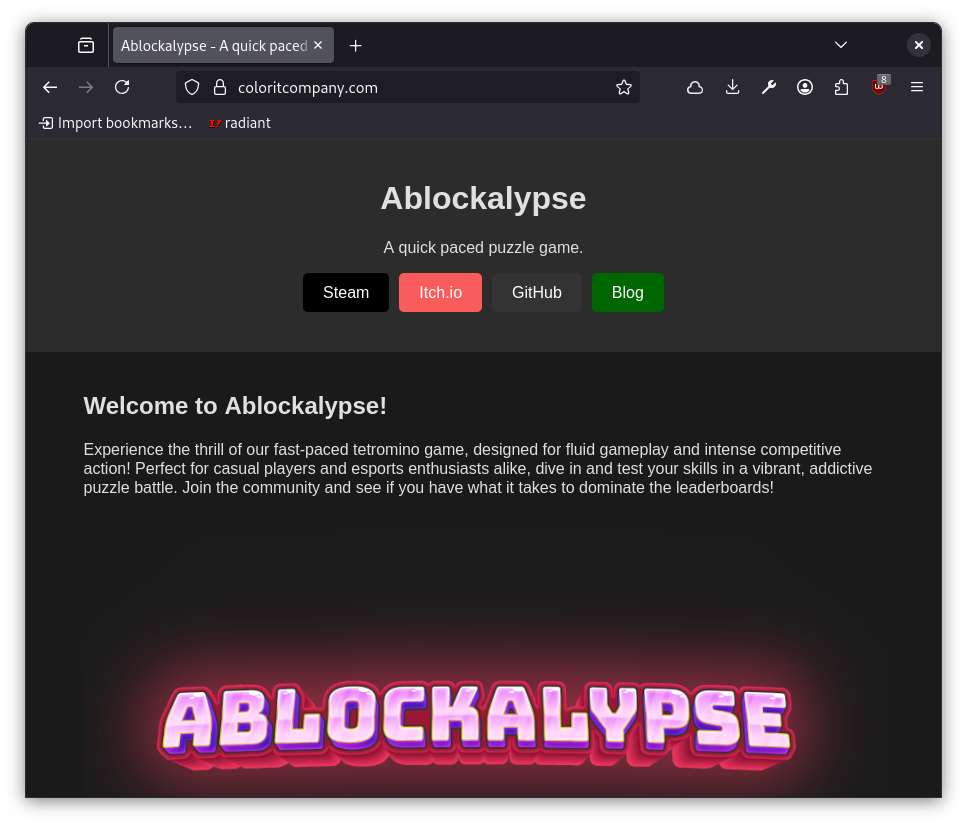 Ablockalypse - A quick paced
coloritcompany.com
8
Import bookmarks...
radiant
Ablockalypse
A quick paced puzzle game.
Steam
Itch.io
GitHub
Blog
Welcome to Ablockalypse!
Experience the thrill of our fast-paced tetromino game, designed for fluid gameplay and intense competitive
action! Perfect for casual players and esports enthusiasts alike, dive in and test your skills in a vibrant, addictive
puzzle battle. Join the community and see if you have what it takes to dominate the leaderboards!
ABLOCKALYPSE